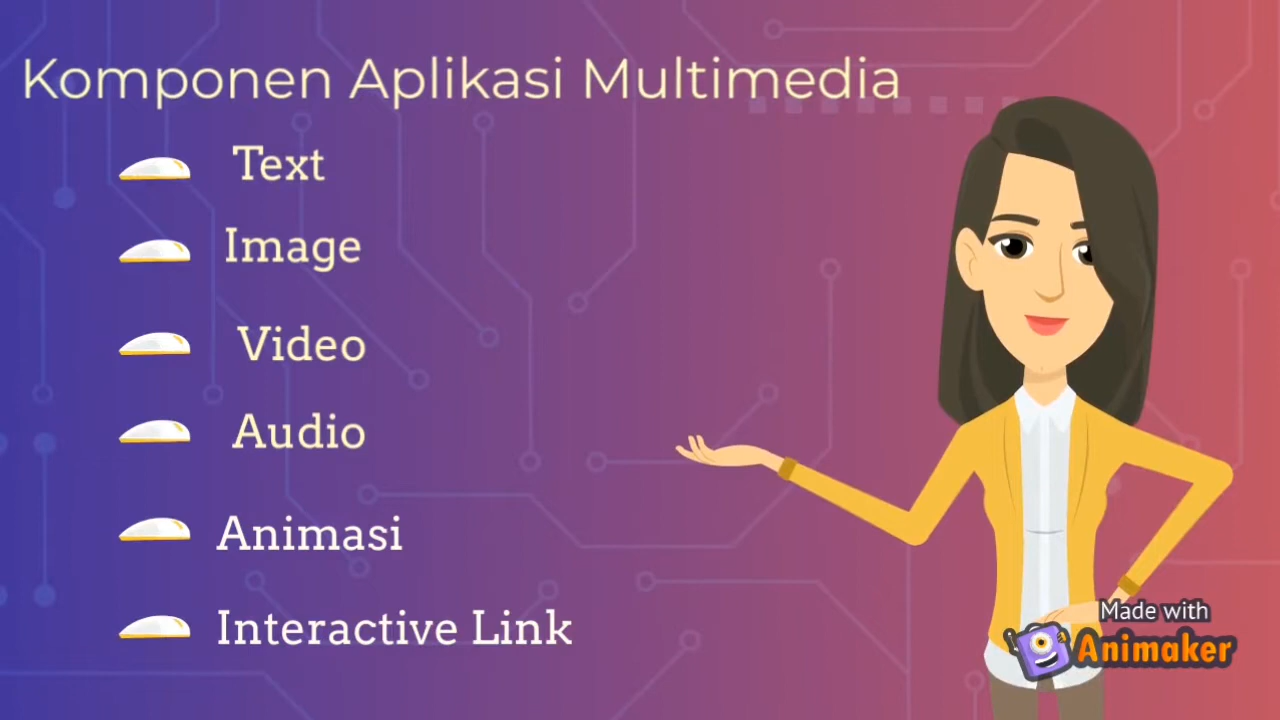 Komponen Aplikasi Multimedia
Text
Image
Video
Audio
Animasi
Interactive Link
Made with
Animaker